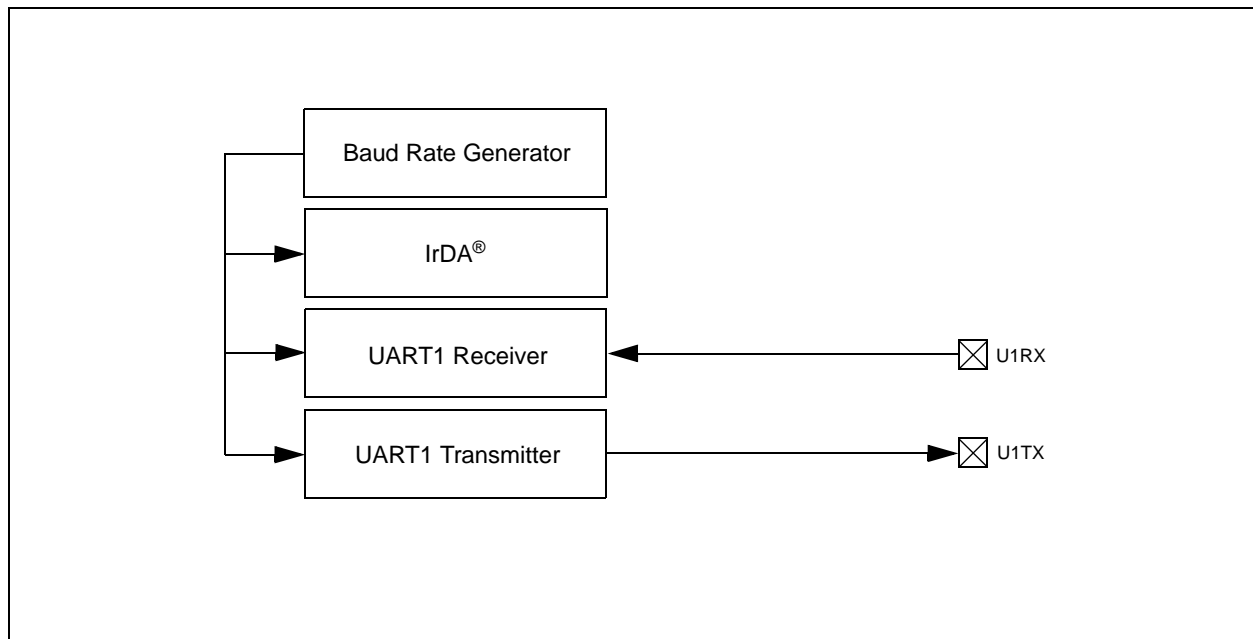 Baud Rate Generator
IrDA®
UART1 Receiver
U1RX
UART1 Transmitter
U1TX